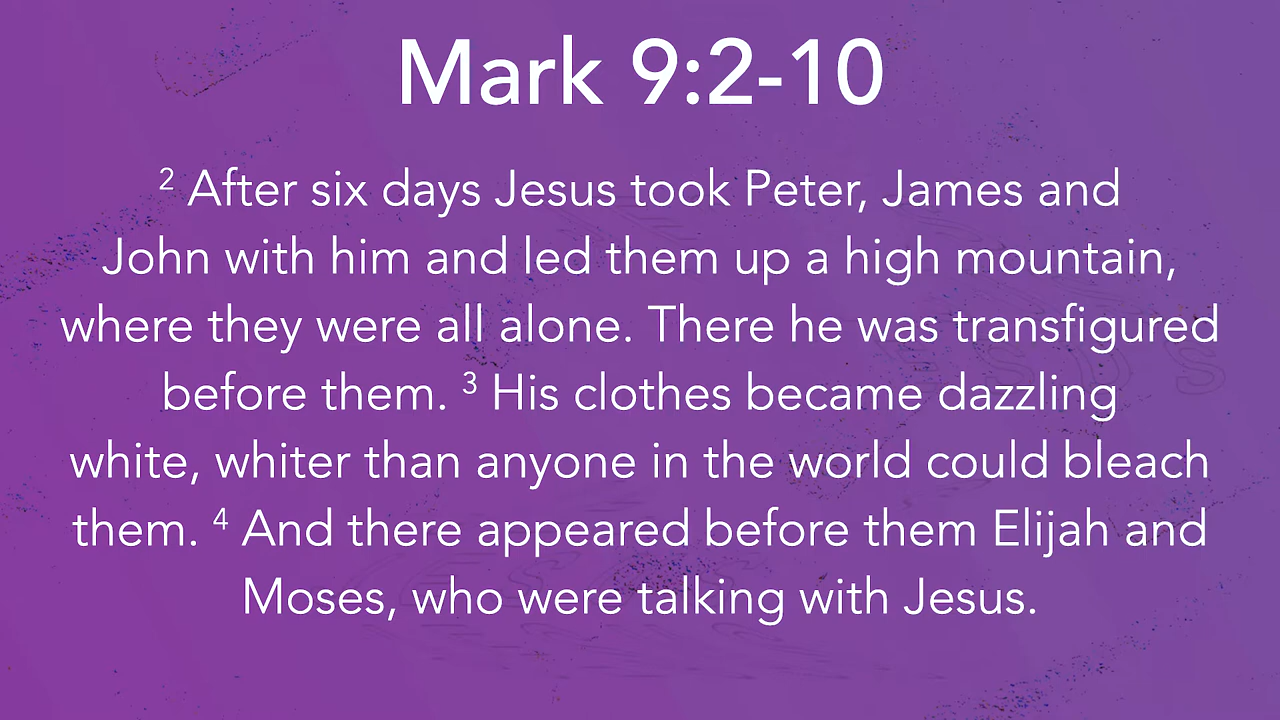 Mark 9:2-10
² After six days Jesus took Peter, James and
John with him and led them up a high mountain,
where they were all alone. There he was transfigured
before them. ³ His clothes became dazzling
white, whiter than anyone in the world could bleach
them. ⁴ And there appeared before them Elijah and
Moses, who were talking with Jesus.